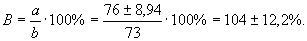 B = a/b · 100% = (76 ± 8,94)/73 · 100% = 104 ± 12,2%.